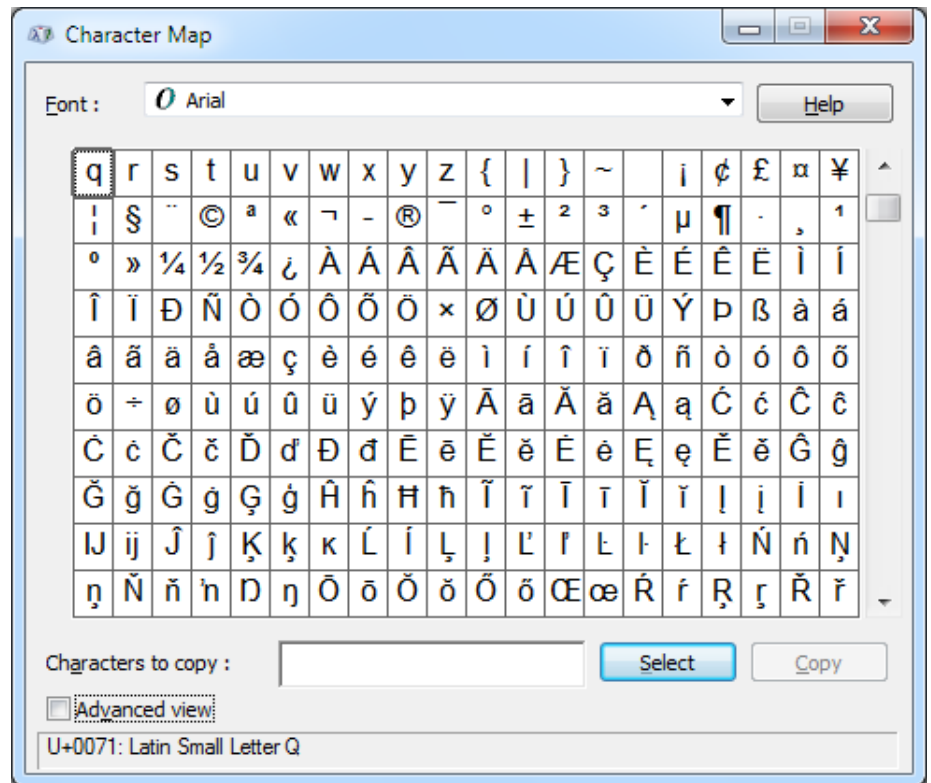 Character Map
Font : O Arial Help
q r s t u v w x y z { | } ~ ¡ ¢ £ ¤ ¥
¦ § ¨ © ª « ¬ - ® ¯ ° ± ² ³ ´ µ ¶ · ¸ ¹
º » ¼ ½ ¾ ¿ À Á Â Ã Ä Å Æ Ç È É Ê Ë Ì Í
Î Ï Ð Ñ Ò Ó Ô Õ Ö × Ø Ù Ú Û Ü Ý Þ ß à á
â ã ä å æ ç è é ê ë ì í î ï ð ñ ò ó ô õ
ö ÷ ø ù ú û ü ý þ ÿ Ā ā Ă ă Ą ą Ć ć Ĉ ĉ
Ċ ċ Č č Ď ď Đ đ Ē ē Ĕ ĕ Ė ė Ę ę Ě ě Ĝ ĝ
Ğ ğ Ġ ġ Ģ ģ Ĥ ĥ Ħ ħ Ĩ ĩ Ī ī Ĭ ĭ Į į İ ı
Ĳ ĳ Ĵ ĵ Ķ ķ ĸ Ĺ ĺ Ļ ļ Ľ ľ Ŀ ŀ Ł ł Ń ń Ņ
ņ Ň ň ŉ Ŋ ŋ Ō ō Ŏ ŏ Ő ő Œ œ Ŕ ŕ Ŗ ŗ Ř ř
Characters to copy : Select Copy
Advanced view
U+0071: Latin Small Letter Q